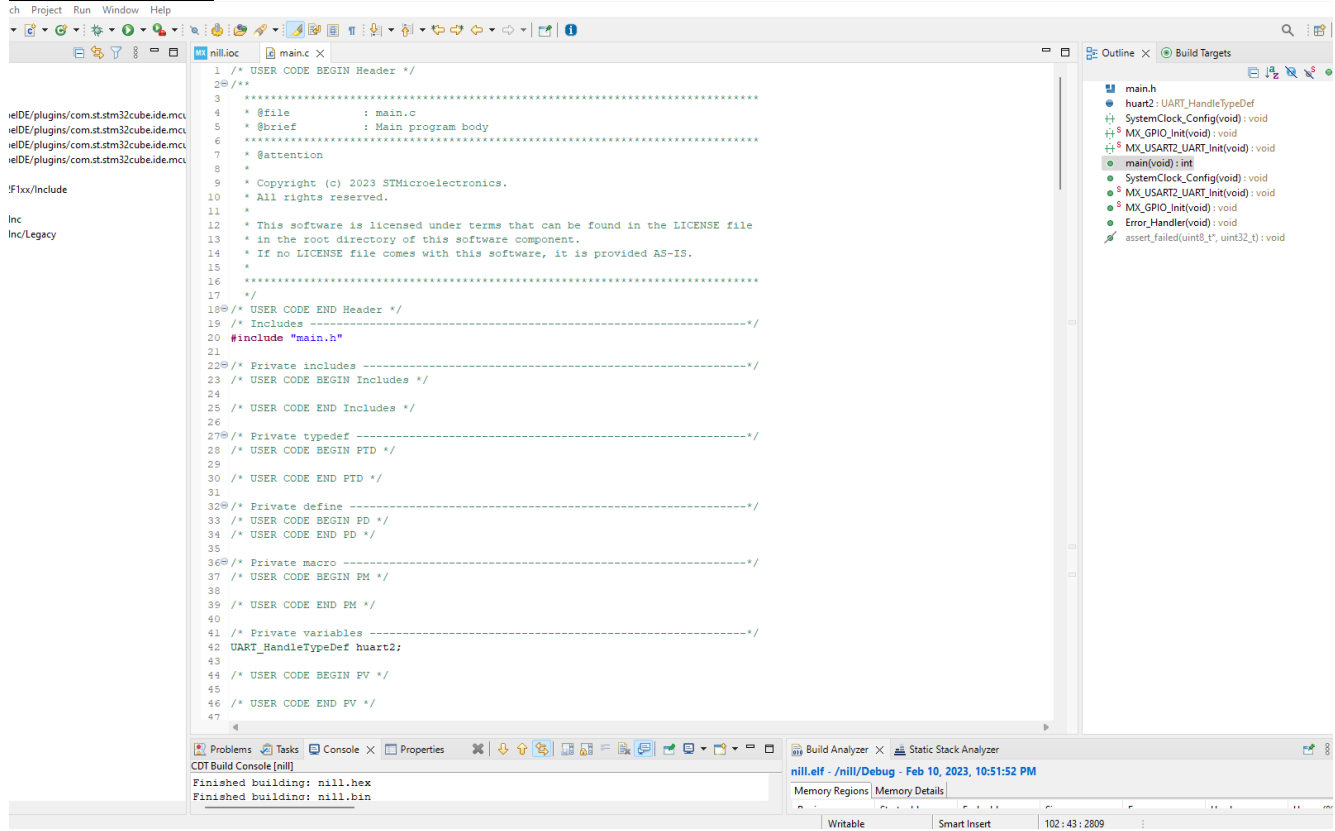 ch Project Run Window Help
nill.ioc
main.c
elDE/plugins/com.st.stm32cube.ide.mcu
elDE/plugins/com.st.stm32cube.ide.mcu
elDE/plugins/com.st.stm32cube.ide.mcu
elDE/plugins/com.st.stm32cube.ide.mcu
F1xx/Include
Inc
Inc/Legacy
1 /* USER CODE BEGIN Header */
2 /**
3 ******************************************************************************
4 * @file : main.c
5 * @brief : Main program body
6 ******************************************************************************
7 * @attention
8 *
9 * Copyright (c) 2023 STMicroelectronics.
10 * All rights reserved.
11 *
12 * This software is licensed under terms that can be found in the LICENSE file
13 * in the root directory of this software component.
14 * If no LICENSE file comes with this software, it is provided AS-IS.
15 *
16 ******************************************************************************
17 */
18 /* USER CODE END Header */
19 /* Includes ------------------------------------------------------------------*/
20 #include "main.h"
21
22 /* Private includes ----------------------------------------------------------*/
23 /* USER CODE BEGIN Includes */
24
25 /* USER CODE END Includes */
26
27 /* Private typedef -----------------------------------------------------------*/
28 /* USER CODE BEGIN PTD */
29
30 /* USER CODE END PTD */
31
32 /* Private define ------------------------------------------------------------*/
33 /* USER CODE BEGIN PD */
34 /* USER CODE END PD */
35
36 /* Private macro -------------------------------------------------------------*/
37 /* USER CODE BEGIN PM */
38
39 /* USER CODE END PM */
40
41 /* Private variables ---------------------------------------------------------*/
42 UART_HandleTypeDef huart2;
43
44 /* USER CODE BEGIN PV */
45
46 /* USER CODE END PV */
47
Outline
Build Targets
main.h
huart2 : UART_HandleTypeDef
SystemClock_Config(void) : void
MX_GPIO_Init(void) : void
MX_USART2_UART_Init(void) : void
main(void) : int
SystemClock_Config(void) : void
MX_USART2_UART_Init(void) : void
MX_GPIO_Init(void) : void
Error_Handler(void) : void
assert_failed(uint8_t*, uint32_t) : void
Problems Tasks Console Properties
CDT Build Console [nill]
Finished building: nill.hex
Finished building: nill.bin
Build Analyzer Static Stack Analyzer
nill.elf - /nill/Debug - Feb 10, 2023, 10:51:52 PM
Memory Regions Memory Details
Writable Smart Insert 102 : 43 : 2809